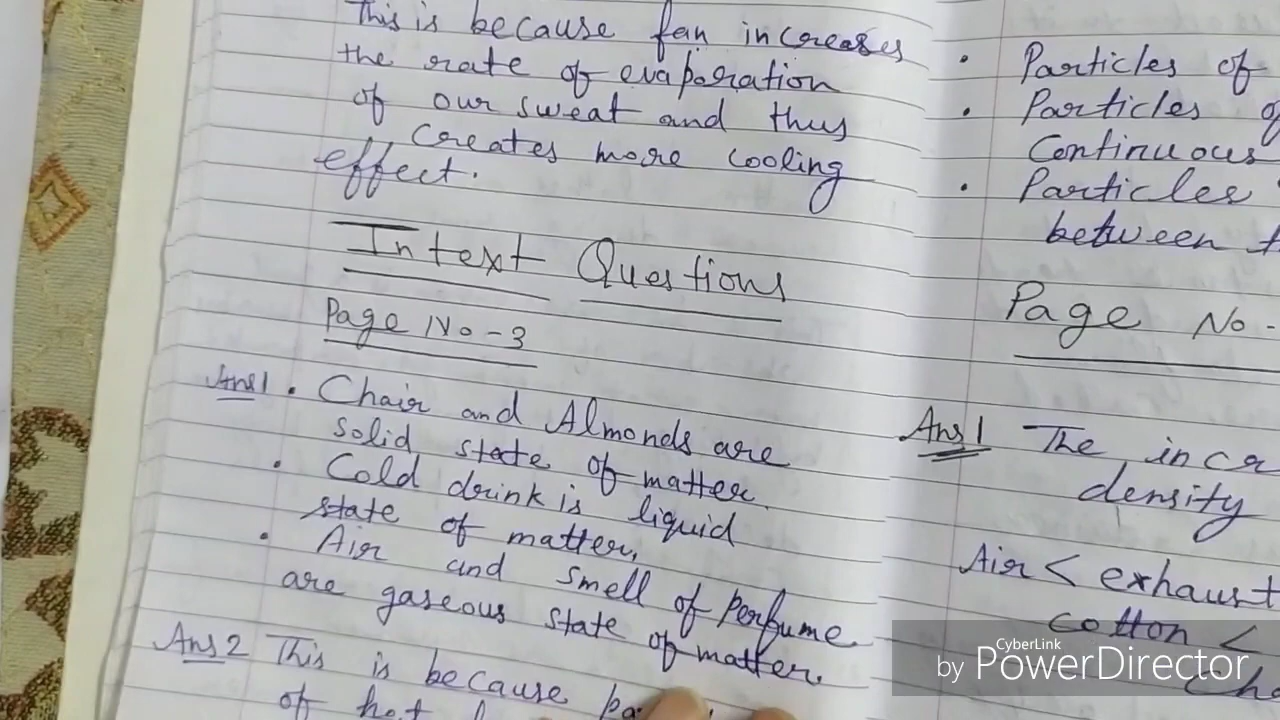 This is because fan increases
the rate of evaporation
of our sweat and thus
creates more cooling
effect.
Intext Questions
Page No-3
Ans1. Chair and Almonds are
solid state of matter.
• Cold drink is liquid
state of matter.
• Air and smell of perfume
are gaseous state of matter.
Ans2 This is because
of hot
• Particles of
• Particles
Continuous
• Particles
between
Page No-
Ans1 The incr
density
Air < exhaust
cotton <
CyberLink
by PowerDirector